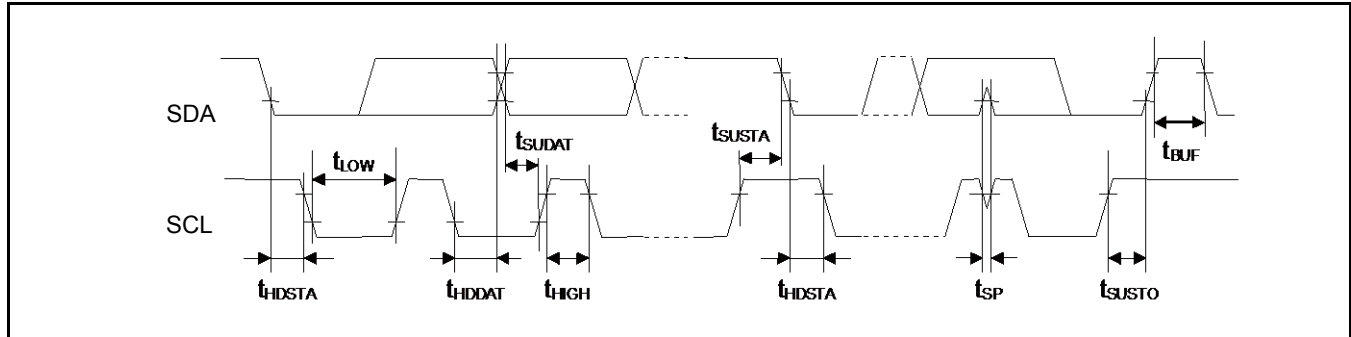 SDA
tSUDAT
tSUSTA
tBUF
tLOW
SCL
tHDSTA
tHDDAT
tHIGH
tHDSTA
tSP
tSUSTO